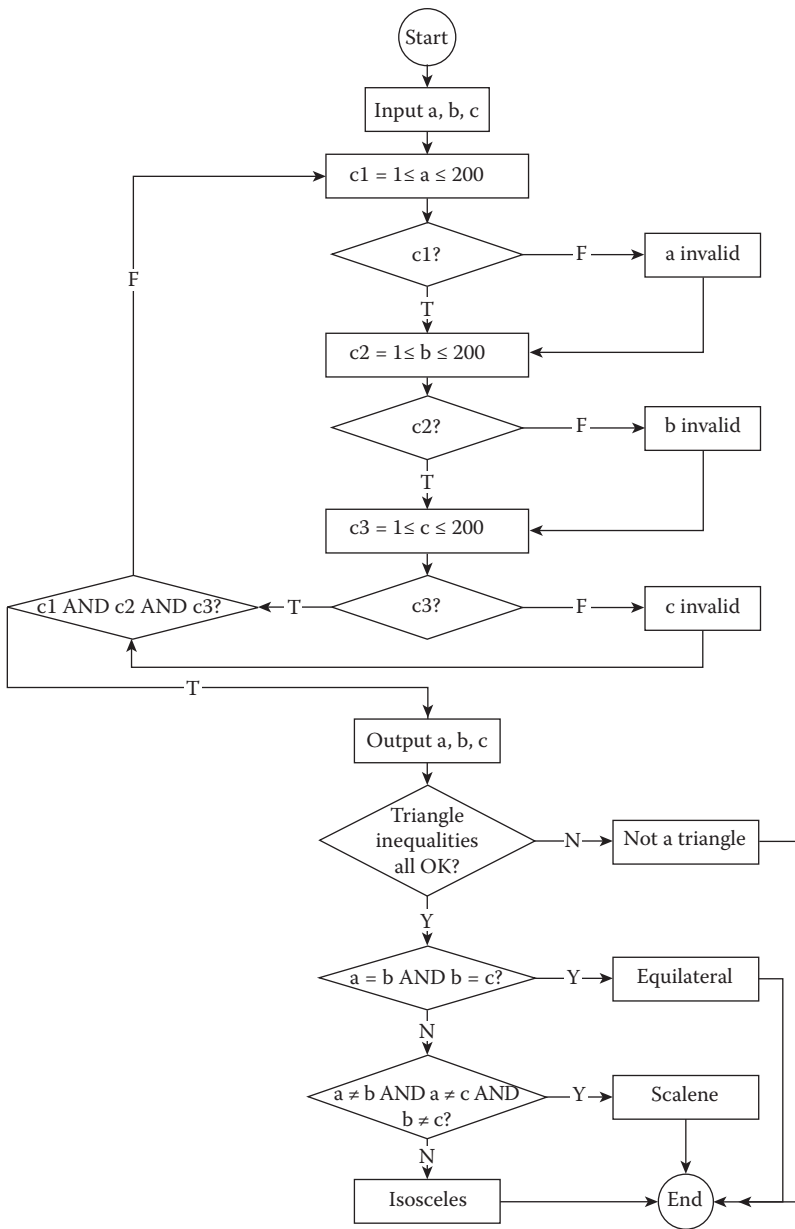 Start
Input a, b, c
c1 = 1≤ a ≤ 200
c1?
F
a invalid
F
T
c2 = 1≤ b ≤ 200
c2?
F
b invalid
T
c3 = 1≤ c ≤ 200
c1 AND c2 AND c3?
T
c3?
F
c invalid
T
Output a, b, c
Triangle
inequalities
all OK?
N
Not a triangle
Y
a = b AND b = c?
Y
Equilateral
N
a ≠ b AND a ≠ c AND
b ≠ c?
Y
Scalene
N
Isosceles
End